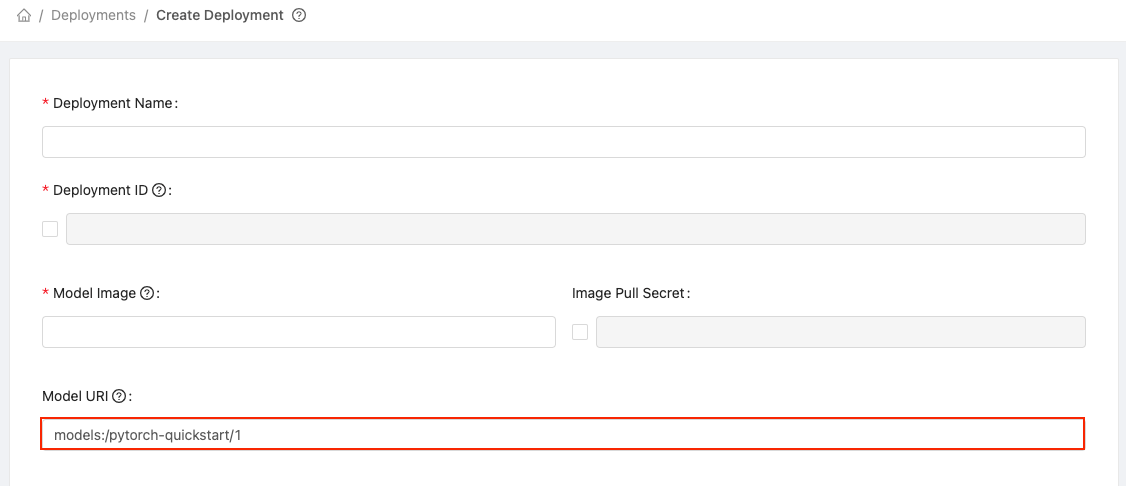 / Deployments / Create Deployment ?
* Deployment Name:
* Deployment ID ?:
* Model Image ?:
Image Pull Secret:
Model URI ?:
models:/pytorch-quickstart/1